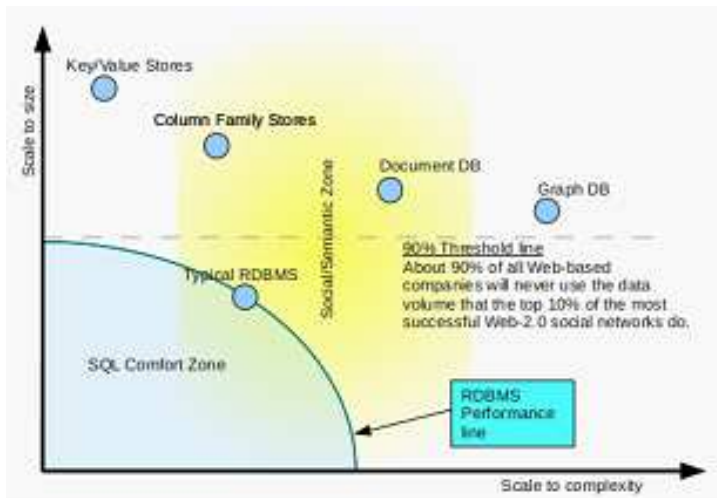 Key/Value Stores
Scale to size
Column Family Stores
Document DB
Graph DB
Social/Semantic Zone
90% Threshold line
About 90% of all Web-based
companies will never use the data
volume that the top 10% of the most
successful Web-2.0 social networks do.
Typical RDBMS
SQL Comfort Zone
RDBMS
Performance
line
Scale to complexity